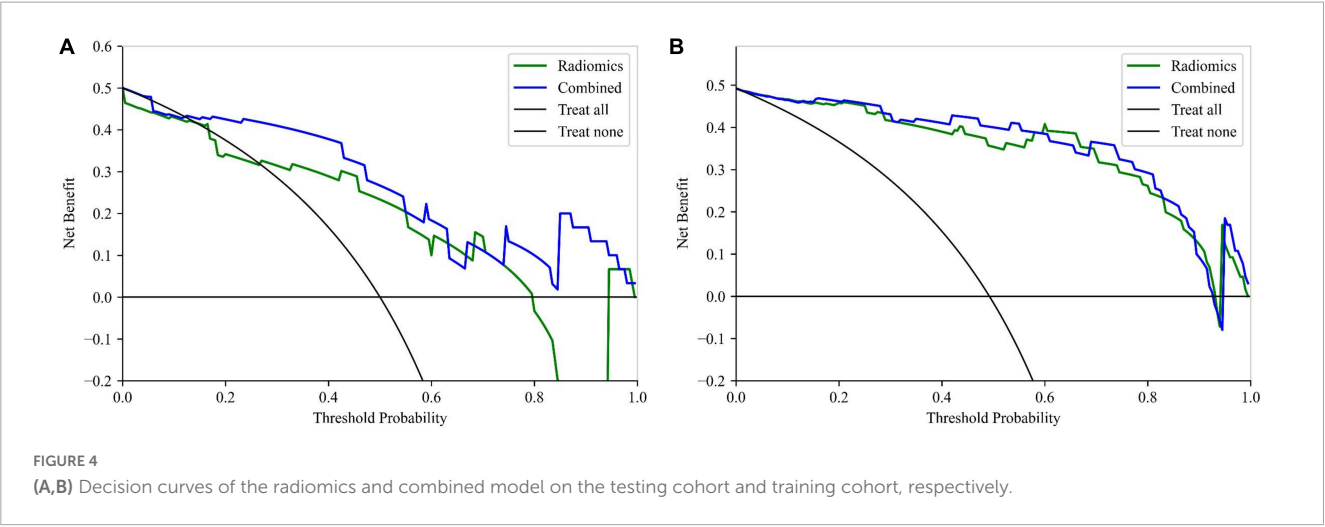 A
B
0.6
0.5
0.4
0.3
0.2
0.1
0.0
−0.1
−0.2
Net Benefit
Radiomics
Combined
Treat all
Treat none
0.0 0.2 0.4 0.6 0.8 1.0
Threshold Probability
0.5
0.4
0.3
0.2
0.1
0.0
−0.1
−0.2
Net Benefit
Radiomics
Combined
Treat all
Treat none
0.0 0.2 0.4 0.6 0.8 1.0
Threshold Probability
FIGURE 4
(A,B) Decision curves of the radiomics and combined model on the testing cohort and training cohort, respectively.